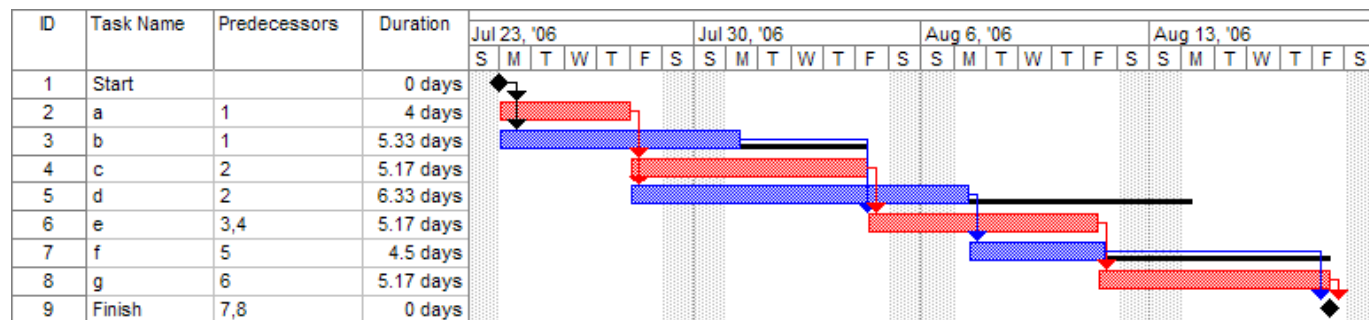 ID Task Name Predecessors Duration
Jul 23, '06 Jul 30, '06 Aug 6, '06 Aug 13, '06
S M T W T F S S M T W T F S S M T W T F S S M T W T F S
1 Start 0 days
2 a 1 4 days
3 b 1 5.33 days
4 c 2 5.17 days
5 d 2 6.33 days
6 e 3,4 5.17 days
7 f 5 4.5 days
8 g 6 5.17 days
9 Finish 7,8 0 days